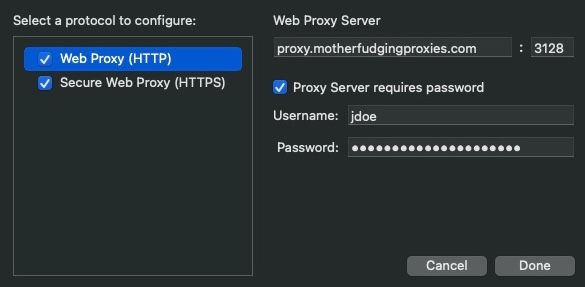 Select a protocol to configure:
Web Proxy (HTTP)
Secure Web Proxy (HTTPS)
Web Proxy Server
proxy.motherfudgingproxies.com : 3128
Proxy Server requires password
Username: jdoe
Password: ●●●●●●●●●●●●●●●●●●●●●
Cancel
Done